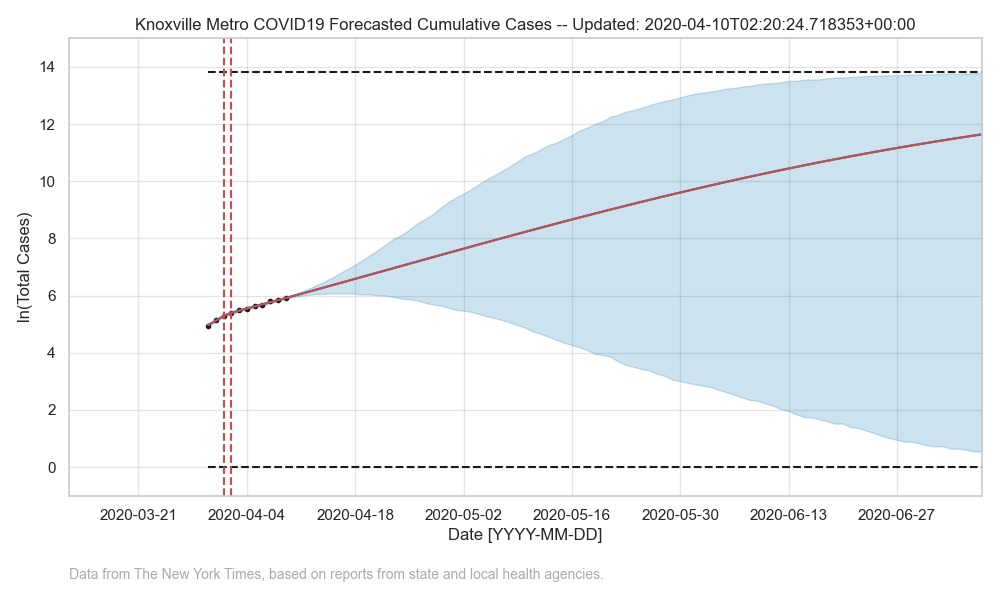 Knoxville Metro COVID19 Forecasted Cumulative Cases -- Updated: 2020-04-10T02:20:24.718353+00:00
14
12
10
8
6
4
2
0
ln(Total Cases)
2020-03-21 2020-04-04 2020-04-18 2020-05-02 2020-05-16 2020-05-30 2020-06-13 2020-06-27
Date [YYYY-MM-DD]
Data from The New York Times, based on reports from state and local health agencies.